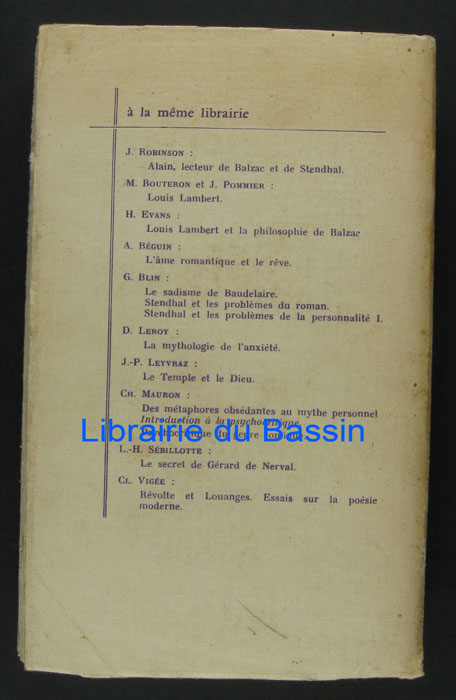 à la même librairie
J. ROBINSON :
Alain, lecteur de Balzac et de Stendhal.
M. BOUTERON et J. POMMIER :
Louis Lambert.
H. EVANS :
Louis Lambert et la philosophie de Balzac
A. BÉGUIN :
L'âme romantique et le rêve.
G. BLIN :
Le sadisme de Baudelaire.
Stendhal et les problèmes du roman.
Stendhal et les problèmes de la personnalité I.
D. LEROY :
La mythologie de l'anxiété.
J.-P. LEYVRAZ :
Le Temple et le Dieu.
CH. MAURON :
Des métaphores obsédantes au mythe personnel
Introduction à la psychocritique.
Librairie du Bassin
L.-H. SÉBILLOTTE :
Le secret de Gérard de Nerval.
CL. VIGÉE :
Révolte et Louanges. Essais sur la poésie
moderne.